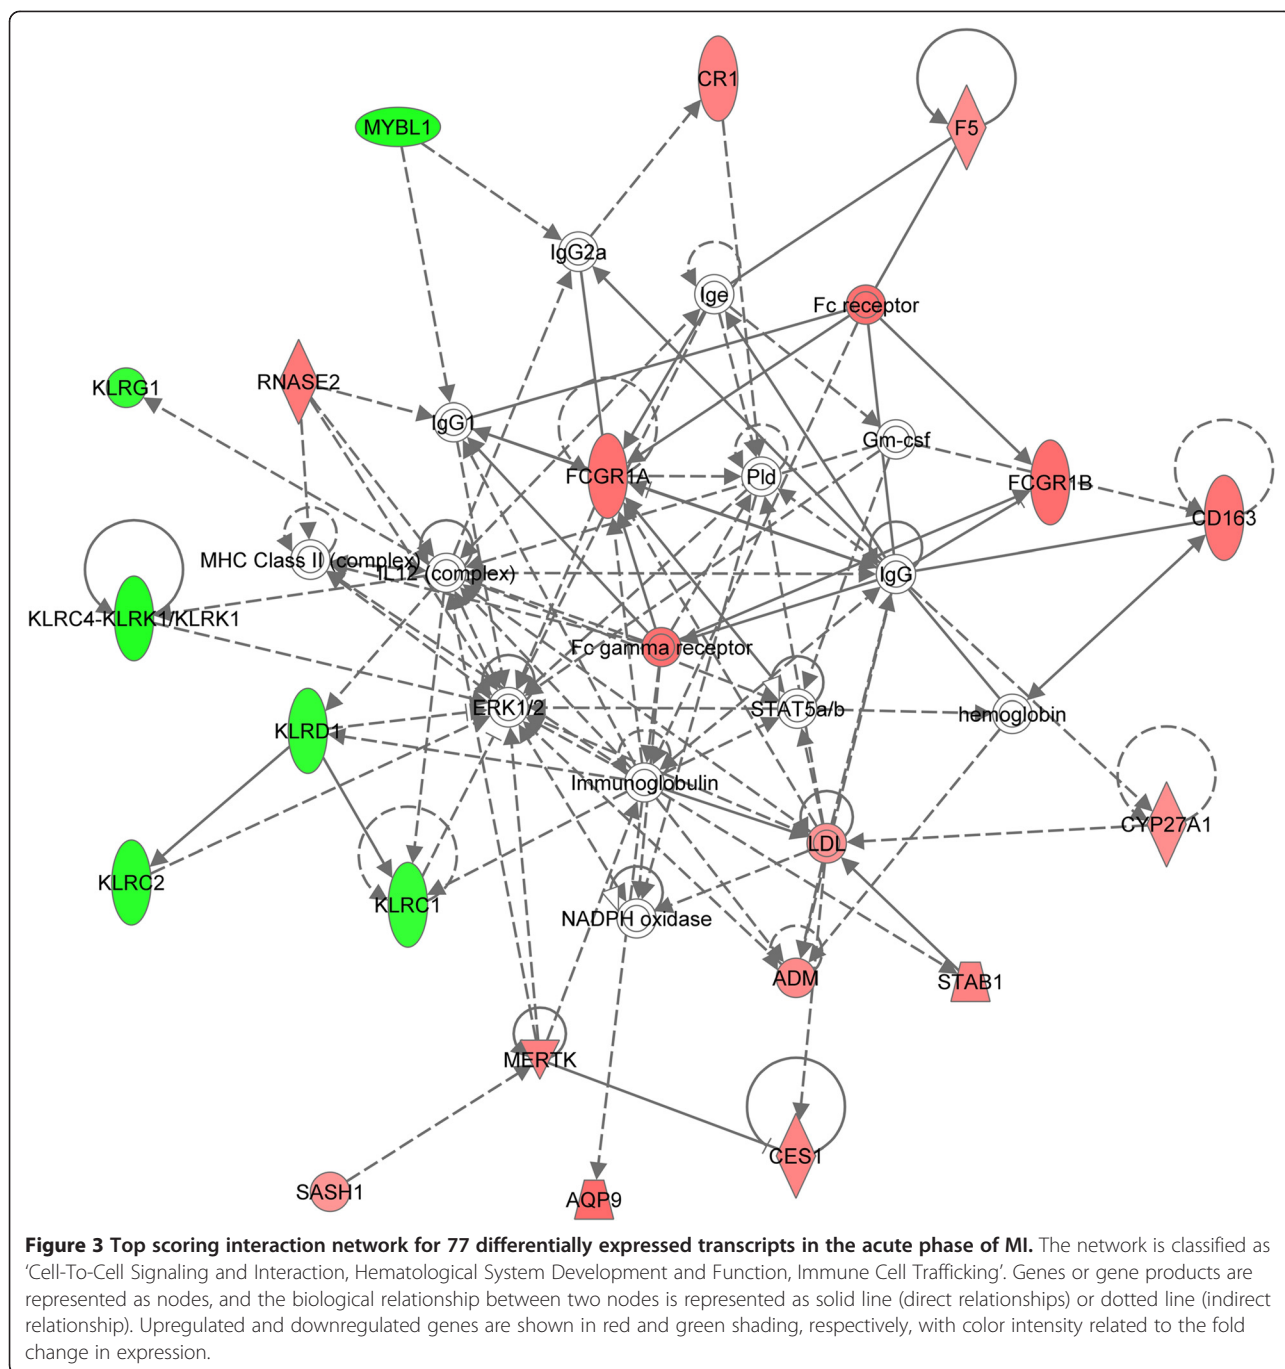 CR1
F5
MYBL1
IgG2a
Ige
Fc receptor
KLRG1
RNASE2
IgG1
Gm-csf
FCGR1A
Pld
FCGR1B
CD163
MHC Class II (complex)
IL12 (complex)
IgG
KLRC4-KLRK1/KLRK1
Fc gamma receptor
ERK1/2
STAT5a/b
hemoglobin
KLRD1
Immunoglobulin
LDL
CYP27A1
KLRC2
KLRC1
NADPH oxidase
ADM
STAB1
MERTK
CES1
SASH1
AQP9
Figure 3 Top scoring interaction network for 77 differentially expressed transcripts in the acute phase of MI. The network is classified as
‘Cell-To-Cell Signaling and Interaction, Hematological System Development and Function, Immune Cell Trafficking’. Genes or gene products are
represented as nodes, and the biological relationship between two nodes is represented as solid line (direct relationships) or dotted line (indirect
relationship). Upregulated and downregulated genes are shown in red and green shading, respectively, with color intensity related to the fold
change in expression.